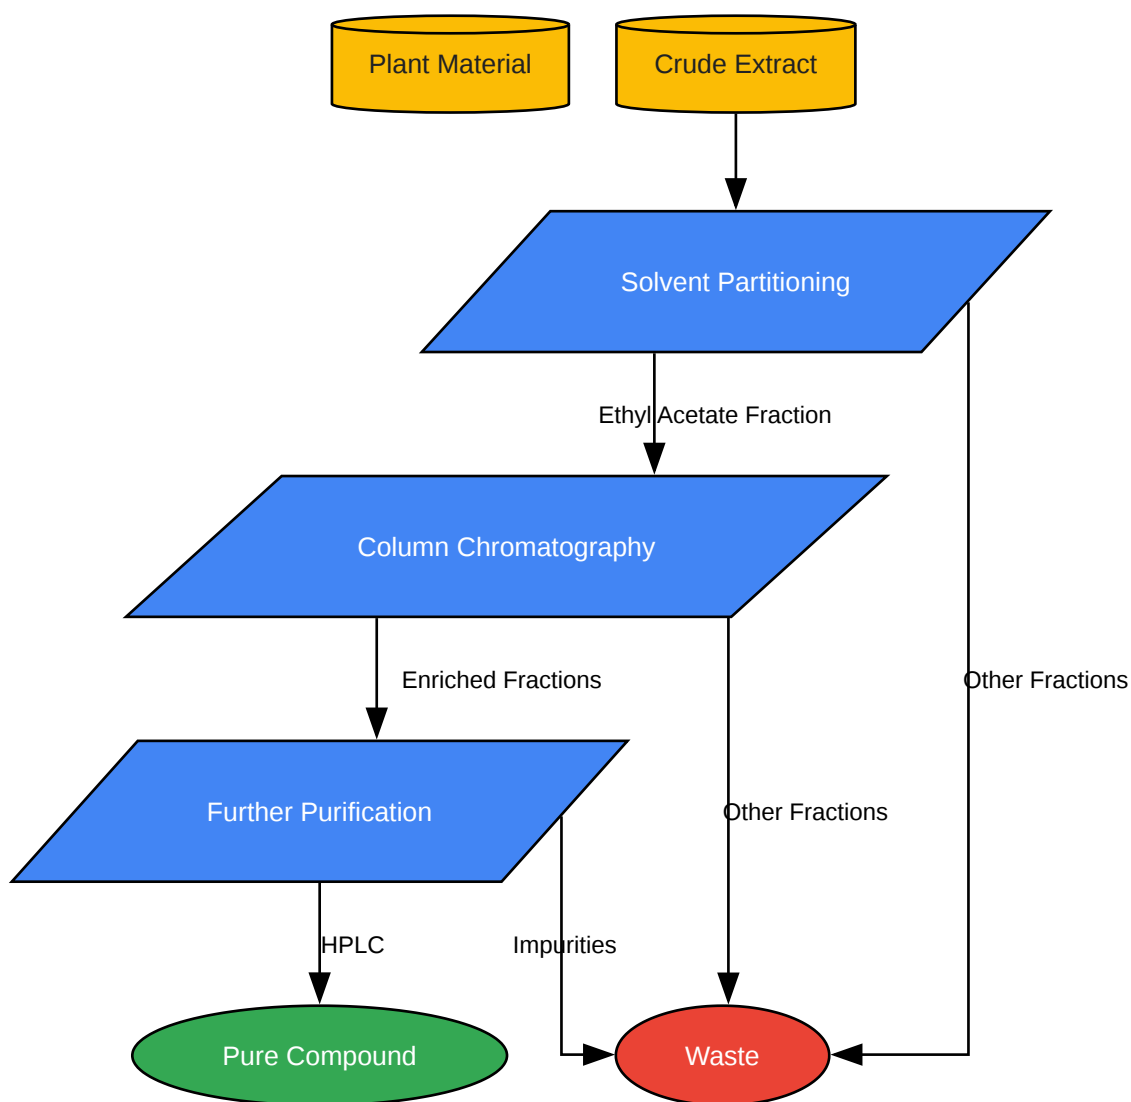 Plant Material
Crude Extract
Solvent Partitioning
Ethyl Acetate Fraction
Column Chromatography
Enriched Fractions
Other Fractions
Further Purification
Other Fractions
HPLC
Impurities
Pure Compound
Waste